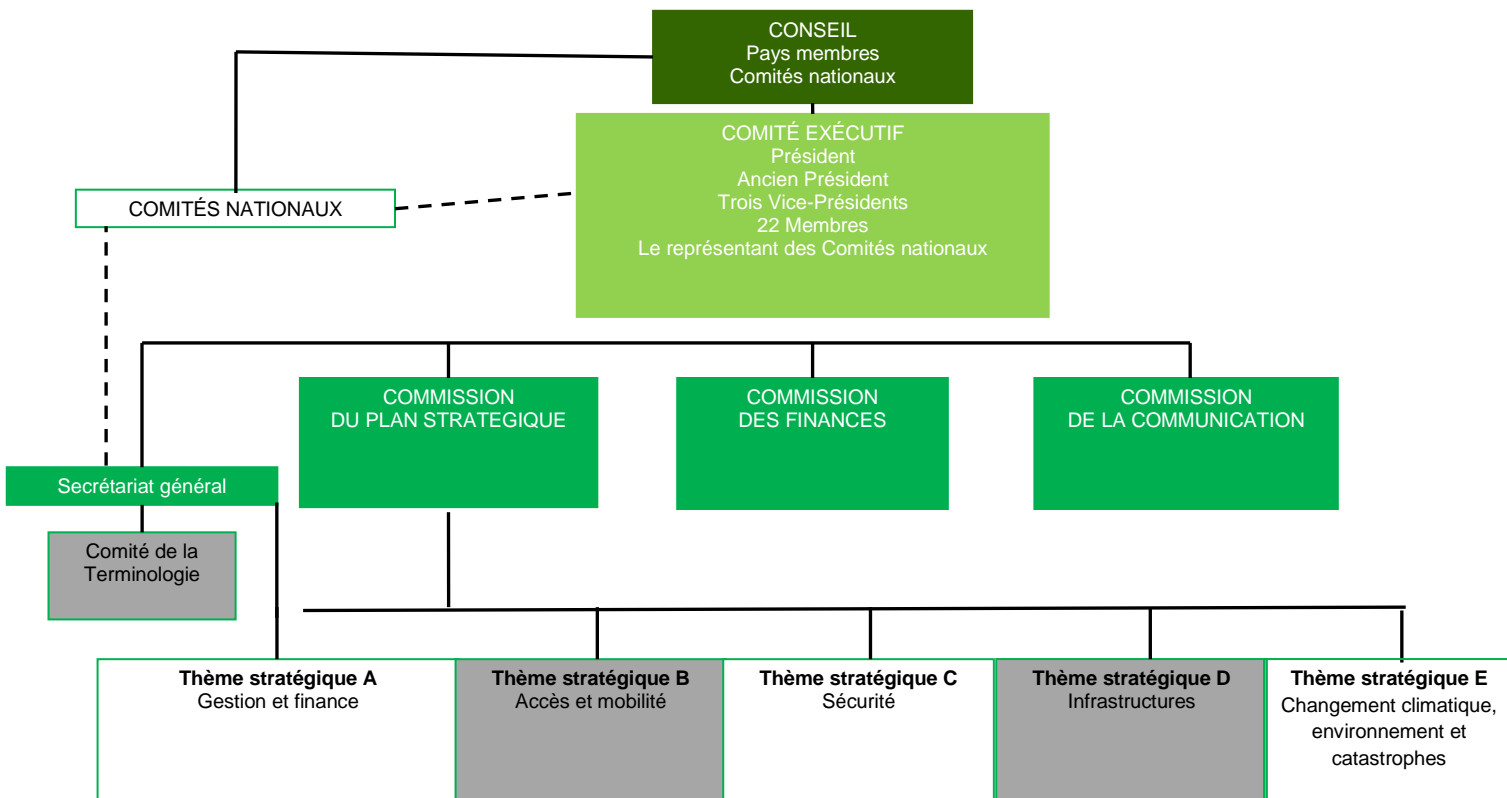 CONSEIL
Pays membres
Comités nationaux
COMITÉ EXÉCUTIF
Président
Ancien Président
Trois Vice-Présidents
22 Membres
Le représentant des Comités nationaux
COMITÉS NATIONAUX
COMMISSION
DU PLAN STRATEGIQUE
COMMISSION
DES FINANCES
COMMISSION
DE LA COMMUNICATION
Secrétariat général
Comité de la
Terminologie
Thème stratégique A
Gestion et finance
Thème stratégique B
Accès et mobilité
Thème stratégique C
Sécurité
Thème stratégique D
Infrastructures
Thème stratégique E
Changement climatique,
environnement et
catastrophes